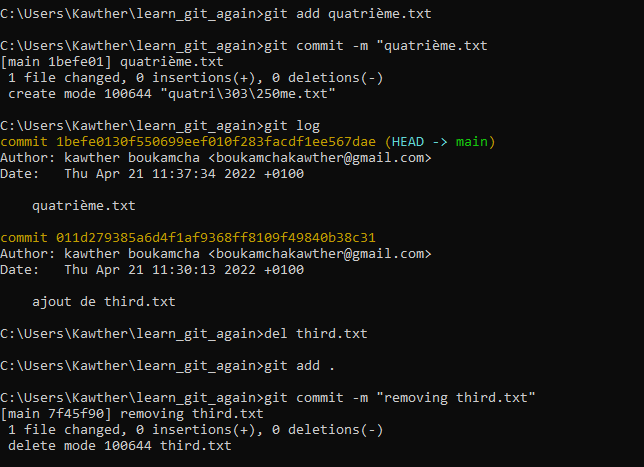 C:\Users\Kawther\learn_git_again>git add quatrième.txt
C:\Users\Kawther\learn_git_again>git commit -m "quatrième.txt
[main 1befe01] quatrième.txt
1 file changed, 0 insertions(+), 0 deletions(-)
create mode 100644 "quatri\303\250me.txt"
C:\Users\Kawther\learn_git_again>git log
commit 1befe0130f550699eef010f283facdf1ee567dae (HEAD -> main)
Author: kawther boukamcha <boukamchakawther@gmail.com>
Date:   Thu Apr 21 11:37:34 2022 +0100
quatrième.txt
commit 011d279385a6d4f1af9368ff8109f49840b38c31
Author: kawther boukamcha <boukamchakawther@gmail.com>
Date:   Thu Apr 21 11:30:13 2022 +0100
ajout de third.txt
C:\Users\Kawther\learn_git_again>del third.txt
C:\Users\Kawther\learn_git_again>git add .
C:\Users\Kawther\learn_git_again>git commit -m "removing third.txt"
[main 7f45f90] removing third.txt
1 file changed, 0 insertions(+), 0 deletions(-)
delete mode 100644 third.txt